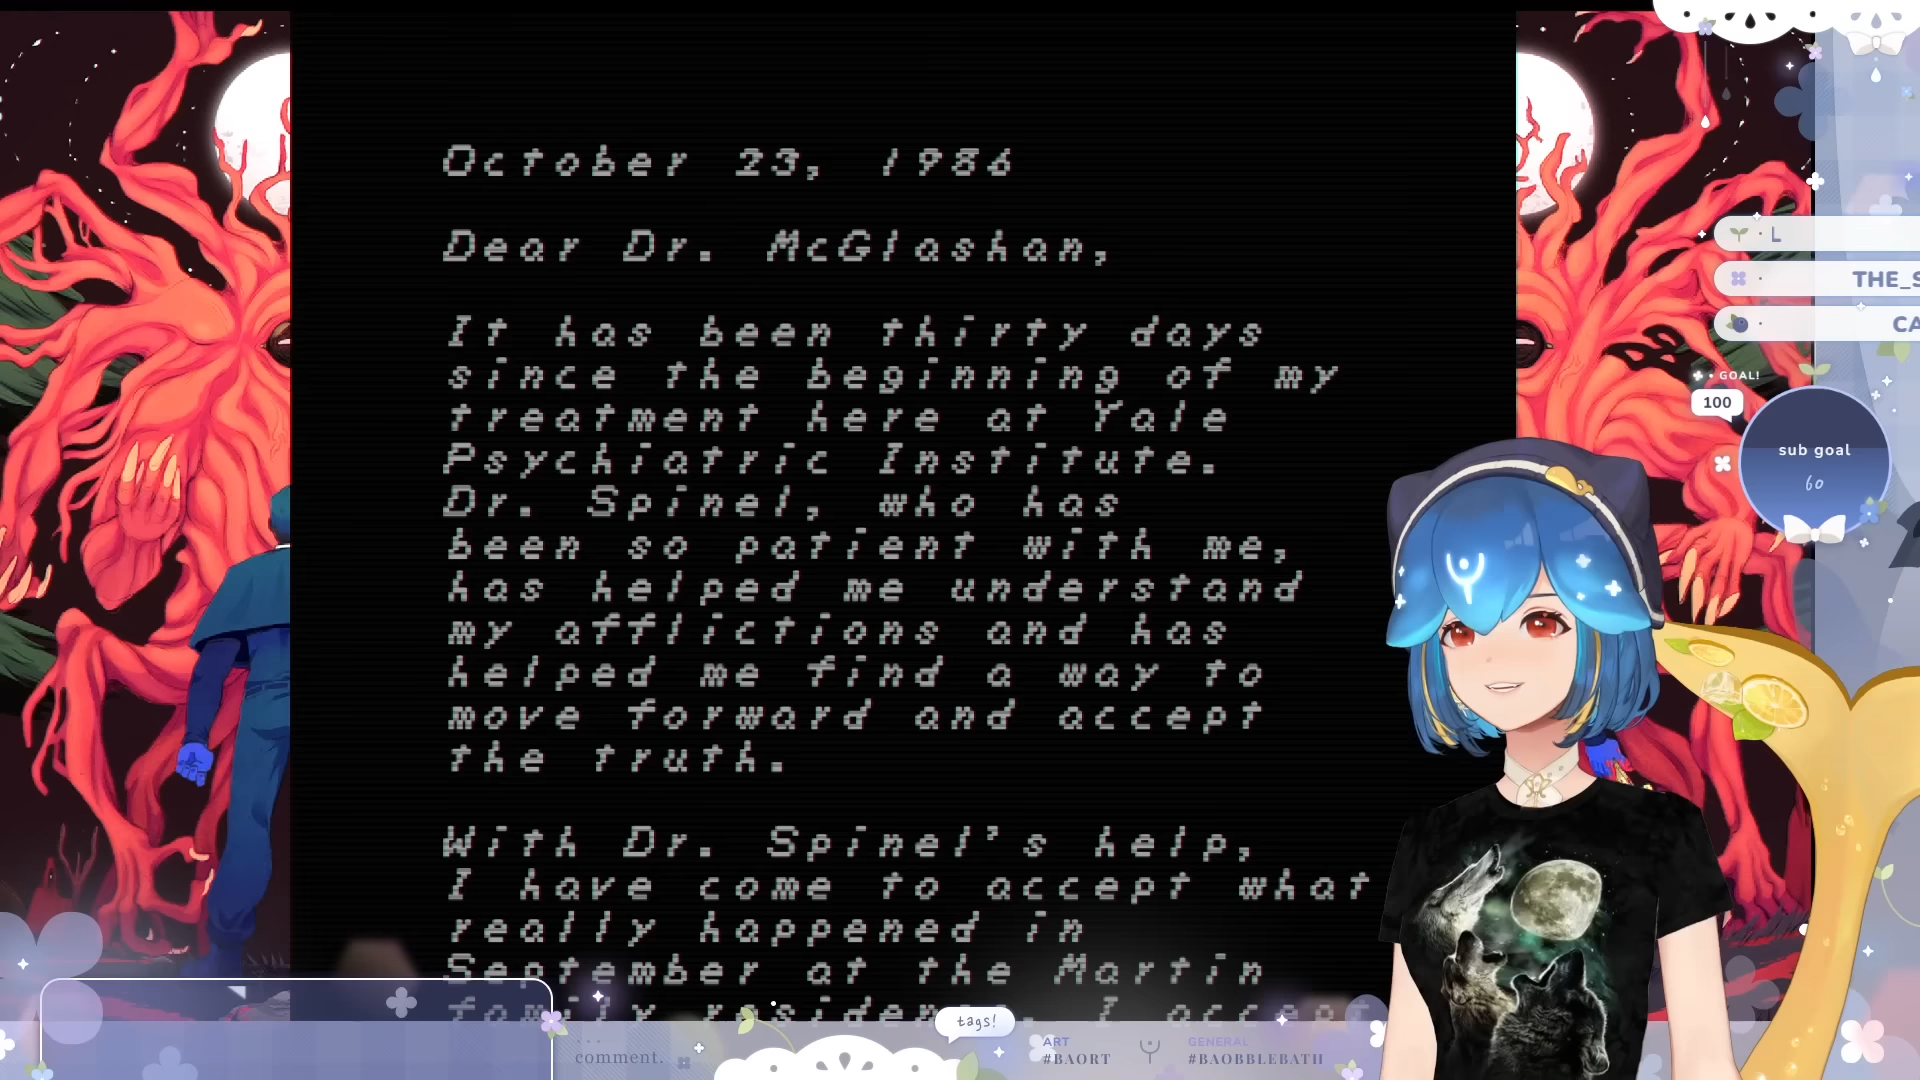 October 23, 1986
Dear Dr. McGlashan,
It has been thirty days
since the beginning of my
treatment here at Yale
Psychiatric Institute.
Dr. Spinel, who has
been so patient with me,
has helped me understand
my afflictions and has
helped me find a way to
move forward and accept
the truth.
With Dr. Spinel's help,
I have come to accept what
really happened in
September at the Martin
family I accept
L
THE_S
CA
GOAL!
100
sub goal
60
tags!
comment.
ART
#BAORT
GENERAL
#BAOBBLEBATH